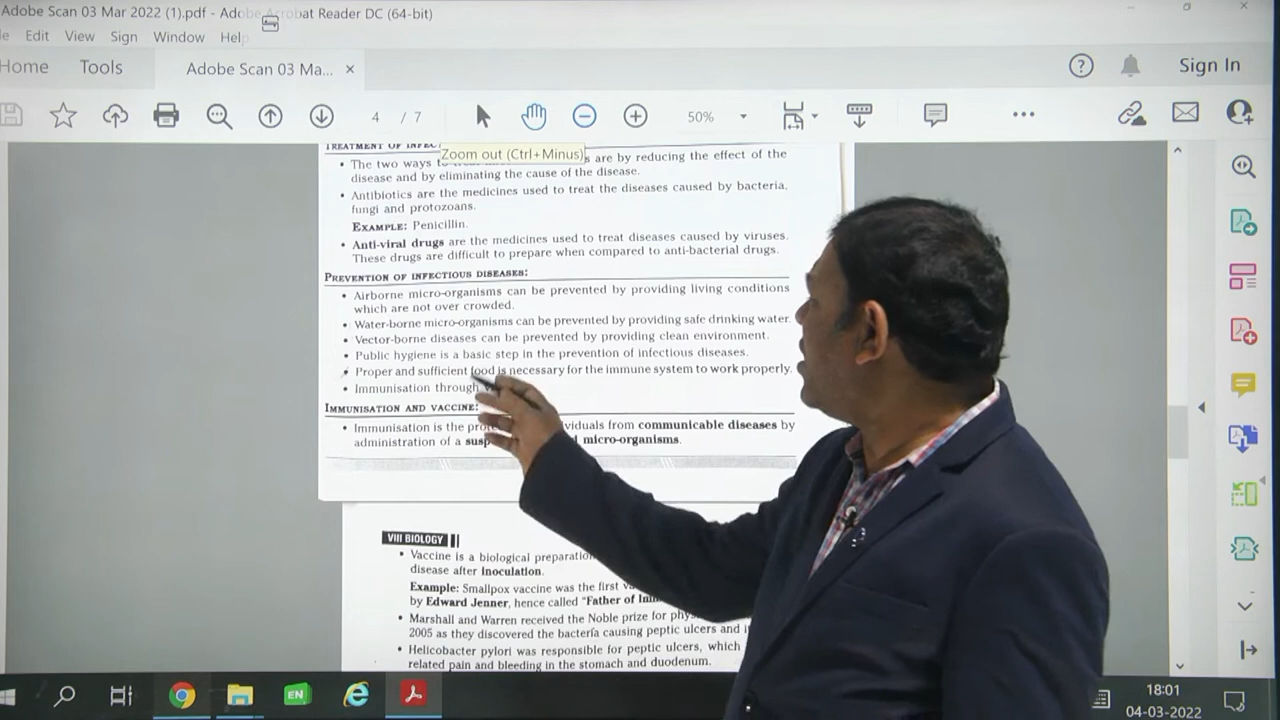 Adobe Scan 03 Mar 2022 (1).pdf - Adobe Acrobat Reader DC (64-bit)
Edit View Sign Window Help
Home Tools Adobe Scan 03 Ma... ×
Sign In
4 / 7 50%
Zoom out (Ctrl+Minus)
TREATMENT OF
• The two ways are by reducing the effect of the
disease and by eliminating the cause of the disease.
• Antibiotics are the medicines used to treat the diseases caused by bacteria,
fungi and protozoans.
EXAMPLE: Penicillin.
• Anti-viral drugs are the medicines used to treat diseases caused by viruses.
These drugs are difficult to prepare when compared to anti-bacterial drugs.
PREVENTION OF INFECTIOUS DISEASES:
• Airborne micro-organisms can be prevented by providing living conditions
which are not over crowded.
• Water-borne micro-organisms can be prevented by providing safe drinking water.
• Vector-borne diseases can be prevented by providing clean environment.
• Public hygiene is a basic step in the prevention of infectious diseases.
• Proper and sufficient food is necessary for the immune system to work properly.
• Immunisation through
IMMUNISATION AND VACCINE:
• Immunisation is the from communicable diseases by
administration of a micro-organisms.
VIII BIOLOGY
• Vaccine is a biological
disease after Inoculation.
Example: Smallpox vaccine was the first
by Edward Jenner, hence called "Father of
• Marshall and Warren received the Noble prize for
2005 as they discovered the bacteria causing peptic ulcers and
• Helicobacter pylori was responsible for peptic ulcers, which
related pain and bleeding in the stomach and duodenum.
EN
18:01
04-03-2022